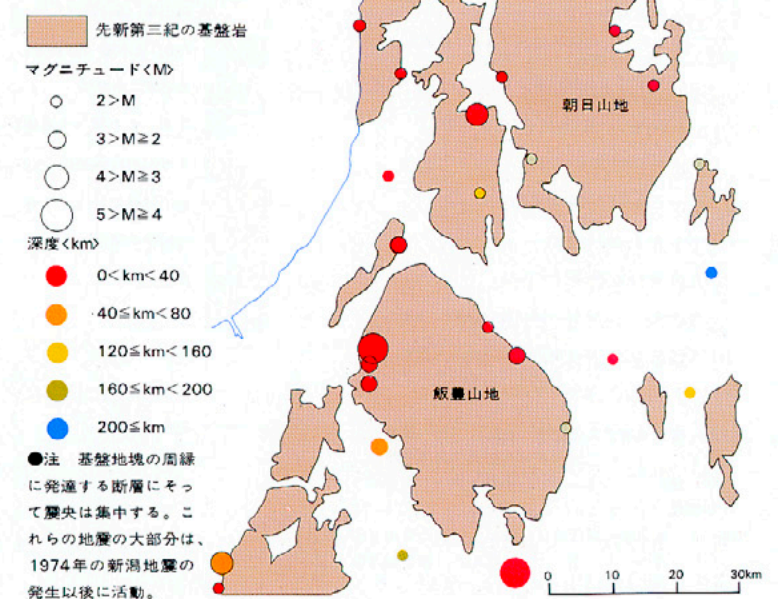 先新第三紀の基盤岩
マグニチュード<M>
2>M
3>M≧2
4>M≧3
5>M≧4
深度<km>
0<km<40
40≦km<80
120≦km<160
160≦km<200
200≦km
●注 基盤地塊の周縁
に発達する断層にそっ
て震央は集中する。こ
れらの地震の大部分は、
1974年の新潟地震の
発生以後に活動。
朝日山地
飯豊山地
0 10 20 30km